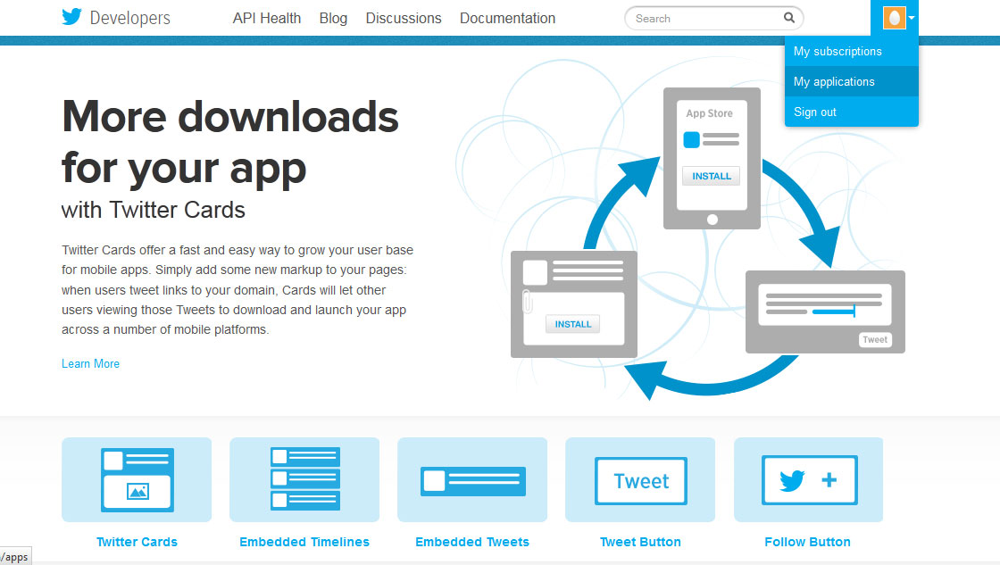 Developers
API Health
Blog
Discussions
Documentation
Search
My subscriptions
My applications
Sign out
More downloads
for your app
with Twitter Cards
Twitter Cards offer a fast and easy way to grow your user base
for mobile apps. Simply add some new markup to your pages:
when users tweet links to your domain, Cards will let other
users viewing those Tweets to download and launch your app
across a number of mobile platforms.
Learn More
App Store
INSTALL
INSTALL
Tweet
Tweet
Twitter Cards
Embedded Timelines
Embedded Tweets
Tweet Button
Follow Button
/apps